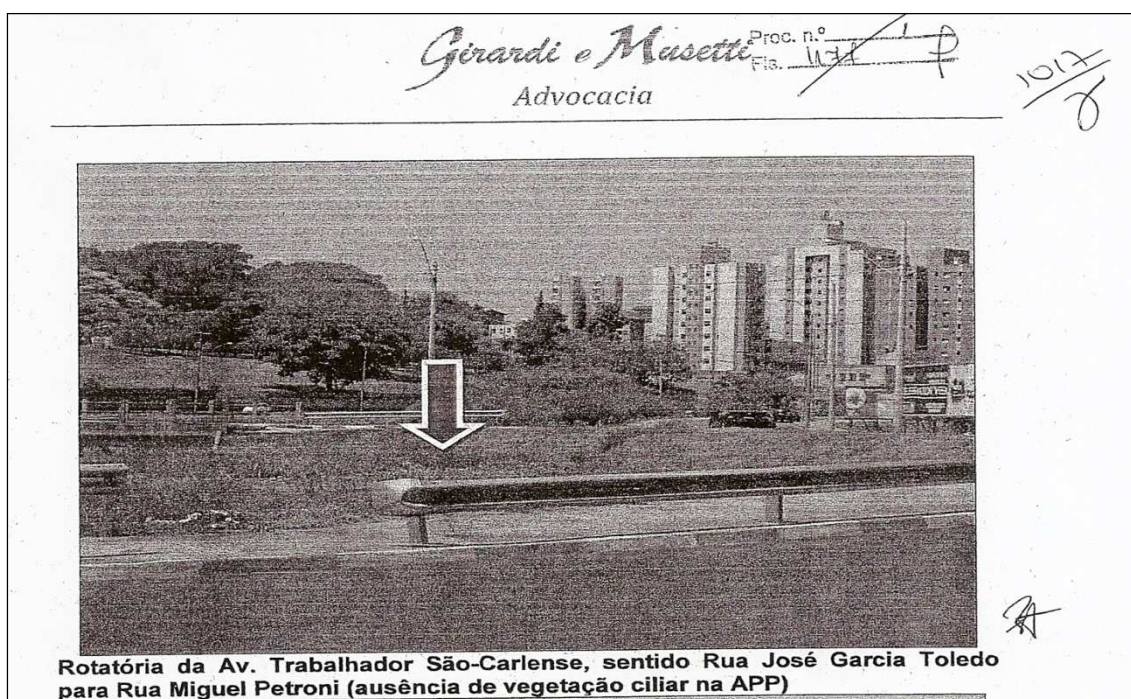 Girardi e Musetti
Proc. n.º
Fls.
Advocacia
1017
Rotatória da Av. Trabalhador São-Carlense, sentido Rua José Garcia Toledo
para Rua Miguel Petroni (ausência de vegetação ciliar na APP)